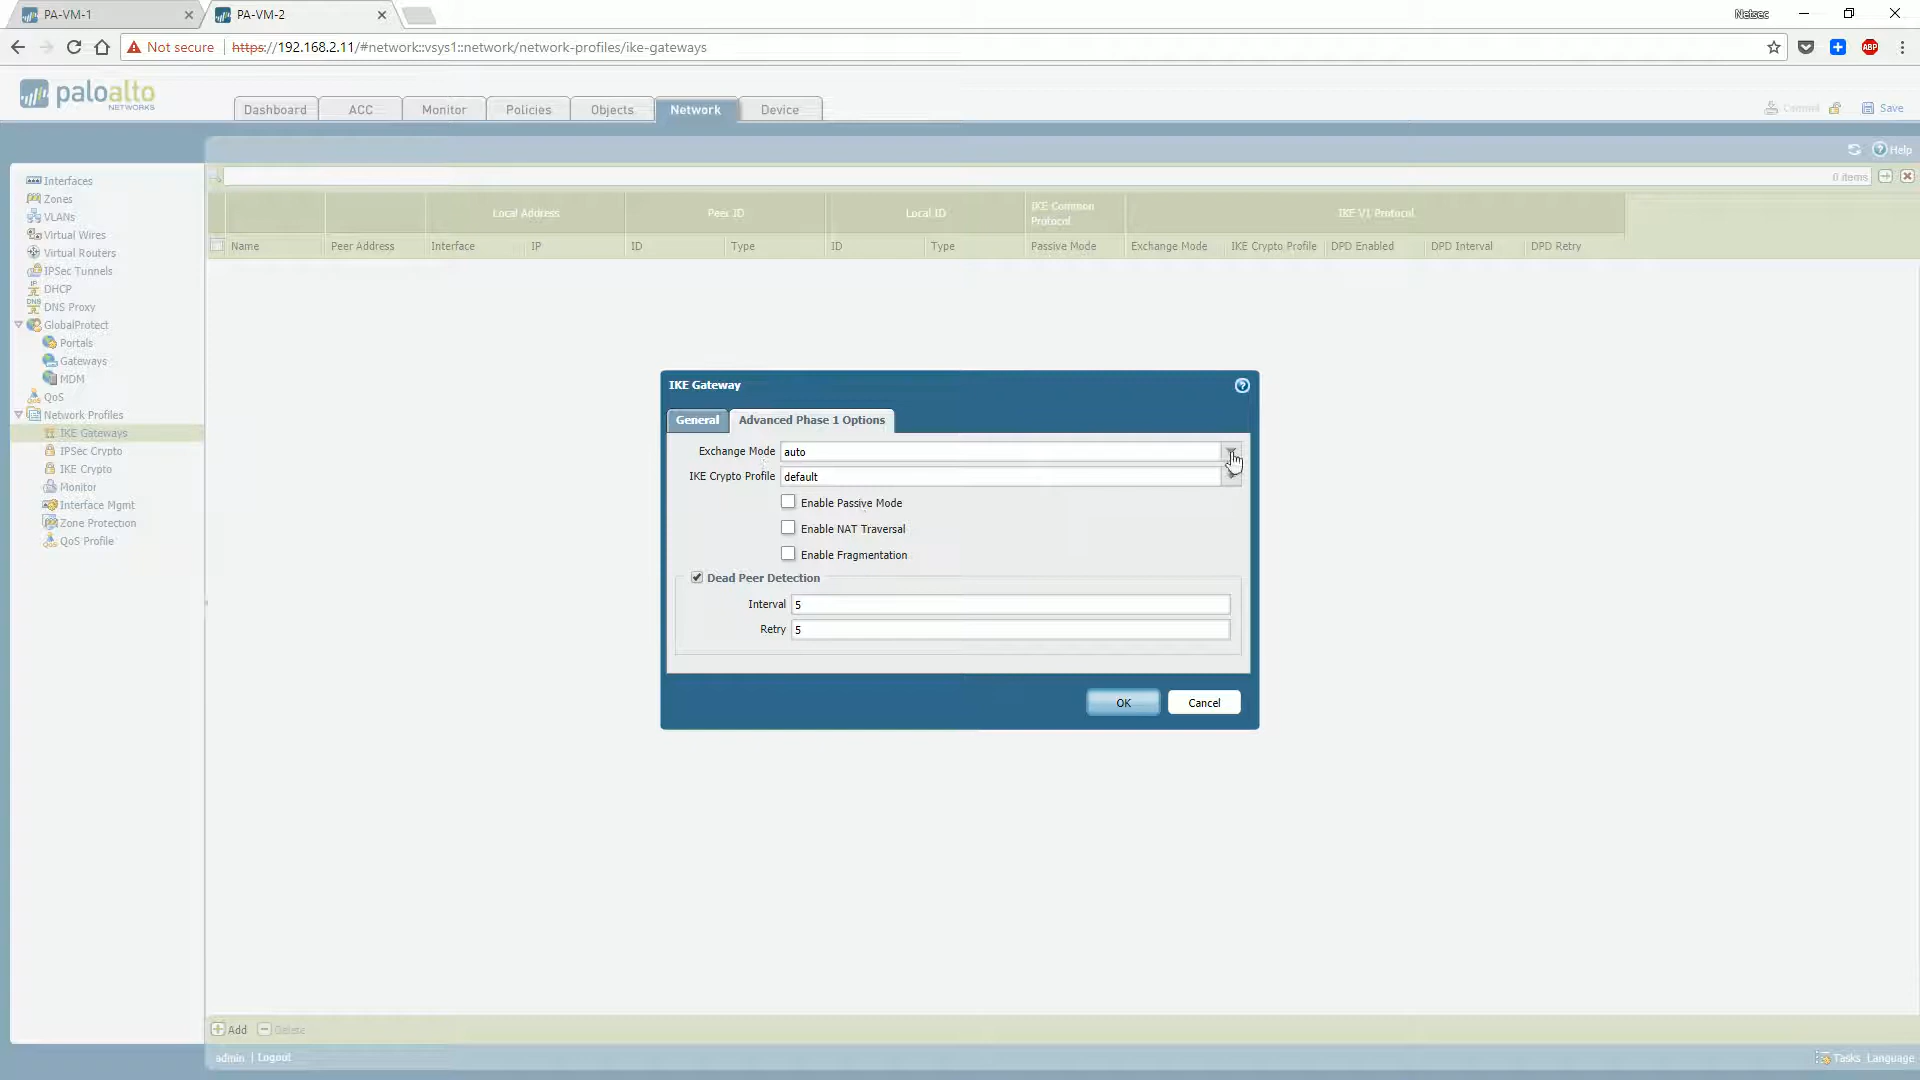 PA-VM-1
PA-VM-2
Netsec
Not secure
https://192.168.2.11/#network::vsys1::network/network-profiles/ike-gateways
ABP
paloalto
NETWORKS
Dashboard
ACC
Monitor
Policies
Objects
Network
Device
Commit
Save
Help
0 items
Local Address
Peer ID
Local ID
IKE Common Protocol
IKE V1 Protocol
Name
Peer Address
Interface
IP
ID
Type
ID
Type
Passive Mode
Exchange Mode
IKE Crypto Profile
DPD Enabled
DPD Interval
DPD Retry
Interfaces
Zones
VLANs
Virtual Wires
Virtual Routers
IPSec Tunnels
DHCP
DNS Proxy
GlobalProtect
Portals
Gateways
MDM
QoS
Network Profiles
IKE Gateways
IPSec Crypto
IKE Crypto
Monitor
Interface Mgmt
Zone Protection
QoS Profile
IKE Gateway
General
Advanced Phase 1 Options
Exchange Mode auto
IKE Crypto Profile default
Enable Passive Mode
Enable NAT Traversal
Enable Fragmentation
Dead Peer Detection
Interval 5
Retry 5
OK
Cancel
Add
Delete
admin | Logout
Tasks
Language